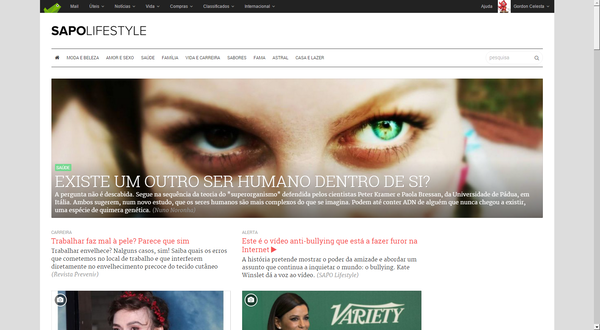 Mail Úteis Notícias Vida Compras Classificados Internacional Ajuda Gordon Celesta
SAPOLIFESTYLE
MODA E BELEZA AMOR E SEXO SAÚDE FAMÍLIA VIDA E CARREIRA SABORES FAMA ASTRAL CASA E LAZER PESQUISA
SAÚDE
EXISTE UM OUTRO SER HUMANO DENTRO DE SI?
A pergunta não é descabida. Segue na sequência da teoria do "superorganismo" defendida pelos cientistas Peter Kramer e Paola Bressan, da Universidade de Pádua, em
Itália. Ambos sugerem, num novo estudo, que os seres humanos são mais complexos do que se imagina. Podem até conter ADN de alguém que nunca chegou a existir,
uma espécie de quimera genética. (Nuno Noronha)
CARREIRA
Trabalhar faz mal à pele? Parece que sim
Trabalhar envelhece? Nalguns casos, sim! Saiba quais os erros
que cometemos no local de trabalho e que interferem
diretamente no envelhecimento precoce do tecido cutâneo
(Revista Prevenir)
ALERTA
Este é o vídeo anti-bullying que está a fazer furor na
Internet
A história pretende mostrar o poder da amizade e abordar um
assunto que continua a inquietar o mundo: o bullying. Kate
Winslet dá a voz ao vídeo. (SAPO Lifestyle)
VARIETY